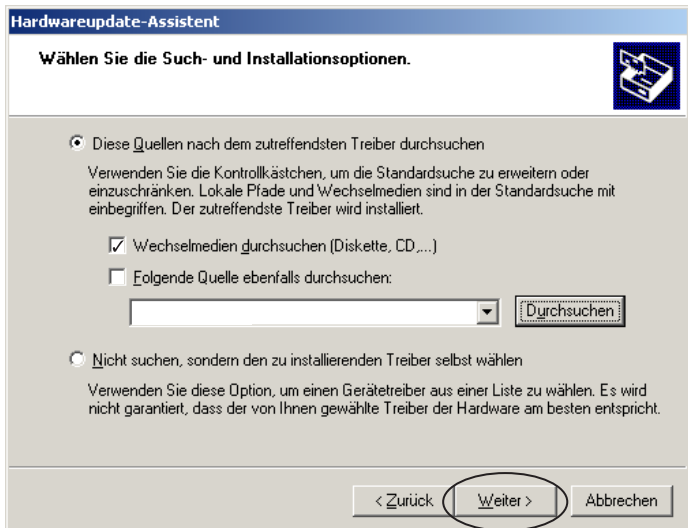 Hardwareupdate-Assistent
Wählen Sie die Such- und Installationsoptionen.
Diese Quellen nach dem zutreffendsten Treiber durchsuchen
Verwenden Sie die Kontrollkästchen, um die Standardsuche zu erweitern oder
einzuschränken. Lokale Pfade und Wechselmedien sind in der Standardsuche mit
einbegriffen. Der zutreffendste Treiber wird installiert.
Wechselmedien durchsuchen (Diskette, CD,...)
Folgende Quelle ebenfalls durchsuchen:
Durchsuchen
Nicht suchen, sondern den zu installierenden Treiber selbst wählen
Verwenden Sie diese Option, um einen Gerätetreiber aus einer Liste zu wählen. Es wird
nicht garantiert, dass der von Ihnen gewählte Treiber der Hardware am besten entspricht.
< Zurück Weiter > Abbrechen